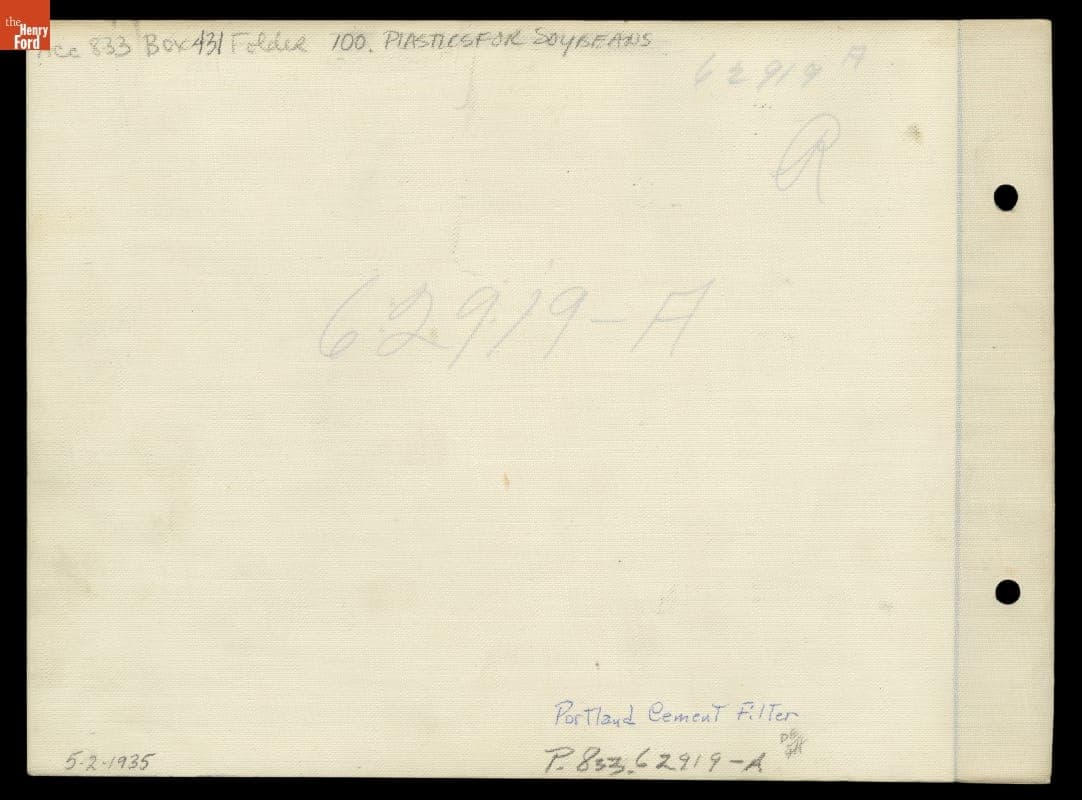 the
Henry
Ford
Acc 833 Box 431 Folder 100. PLASTICS FOR SOYBEANS
62919 A
R
62919-A
Portland Cement Filter
5-2-1935
P.833.62919-A